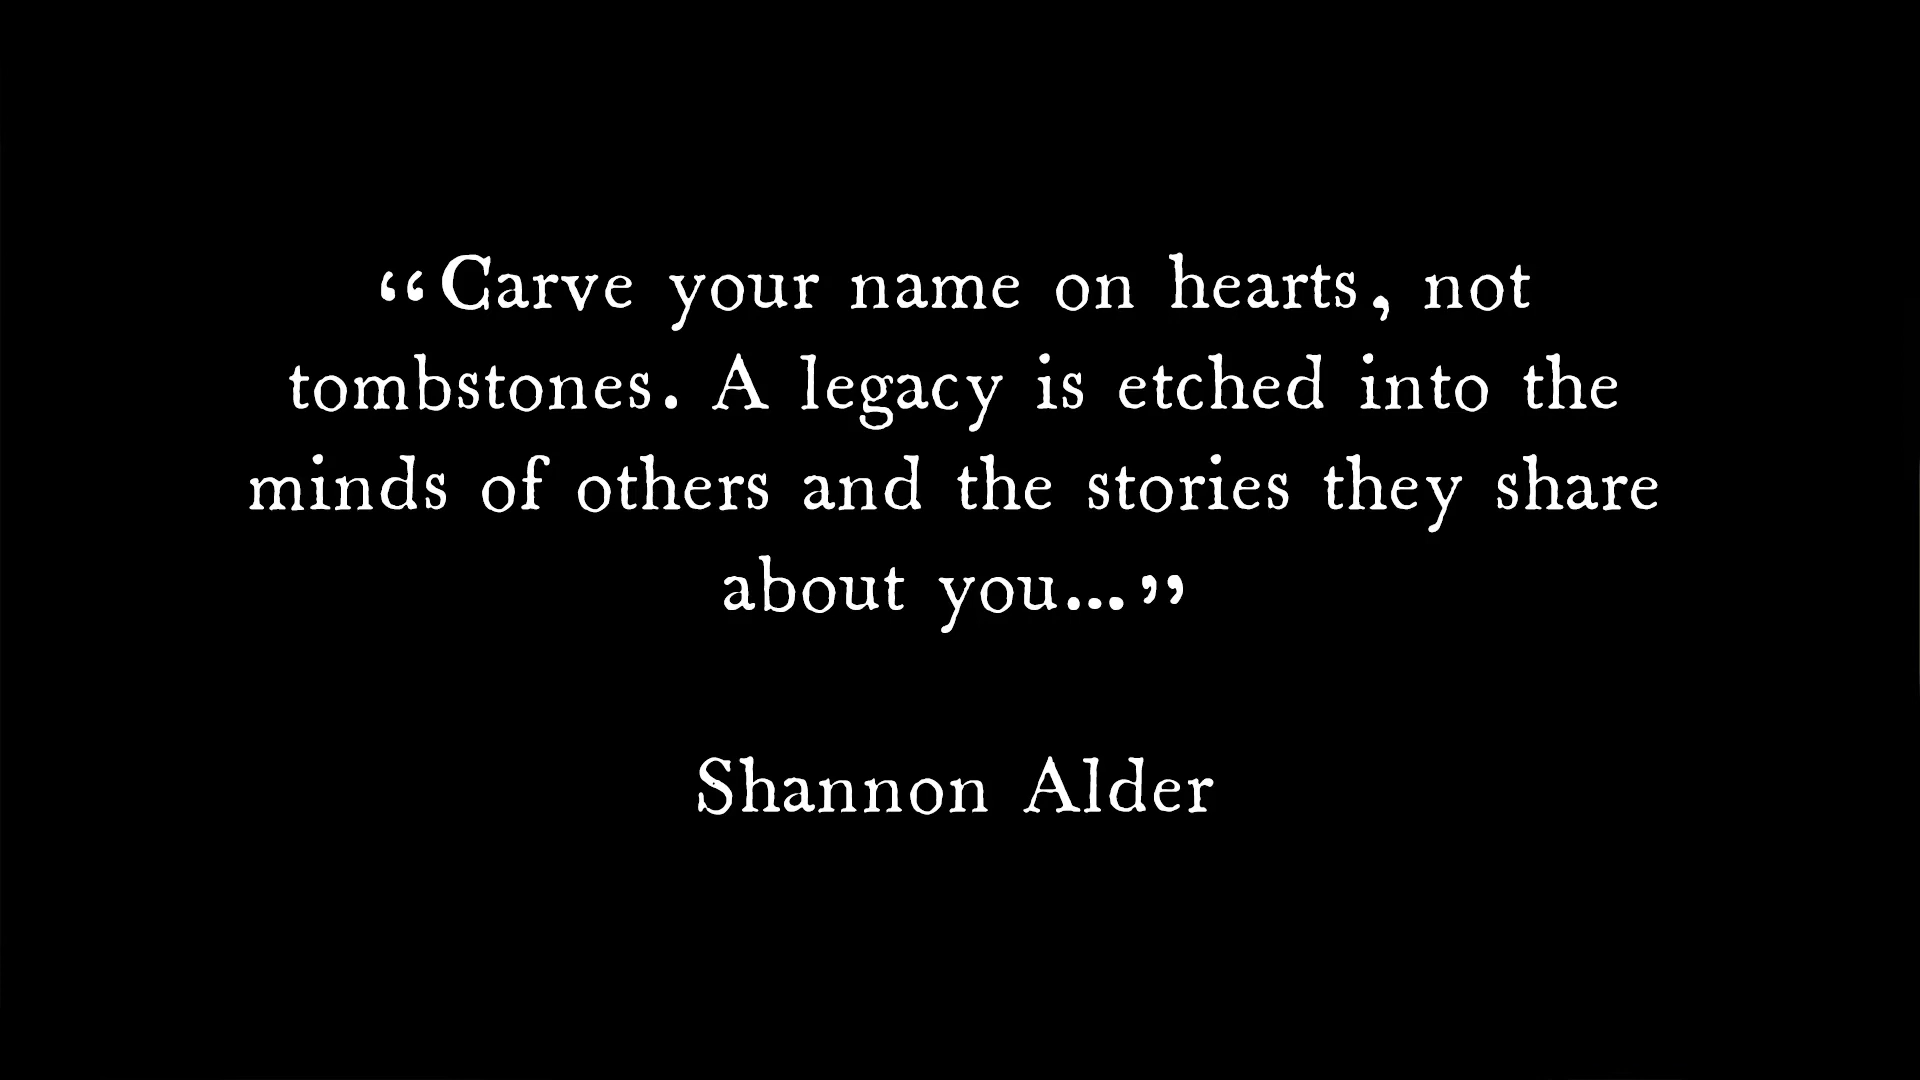 “Carve your name on hearts, not
tombstones. A legacy is etched into the
minds of others and the stories they share
about you...”
Shannon Alder